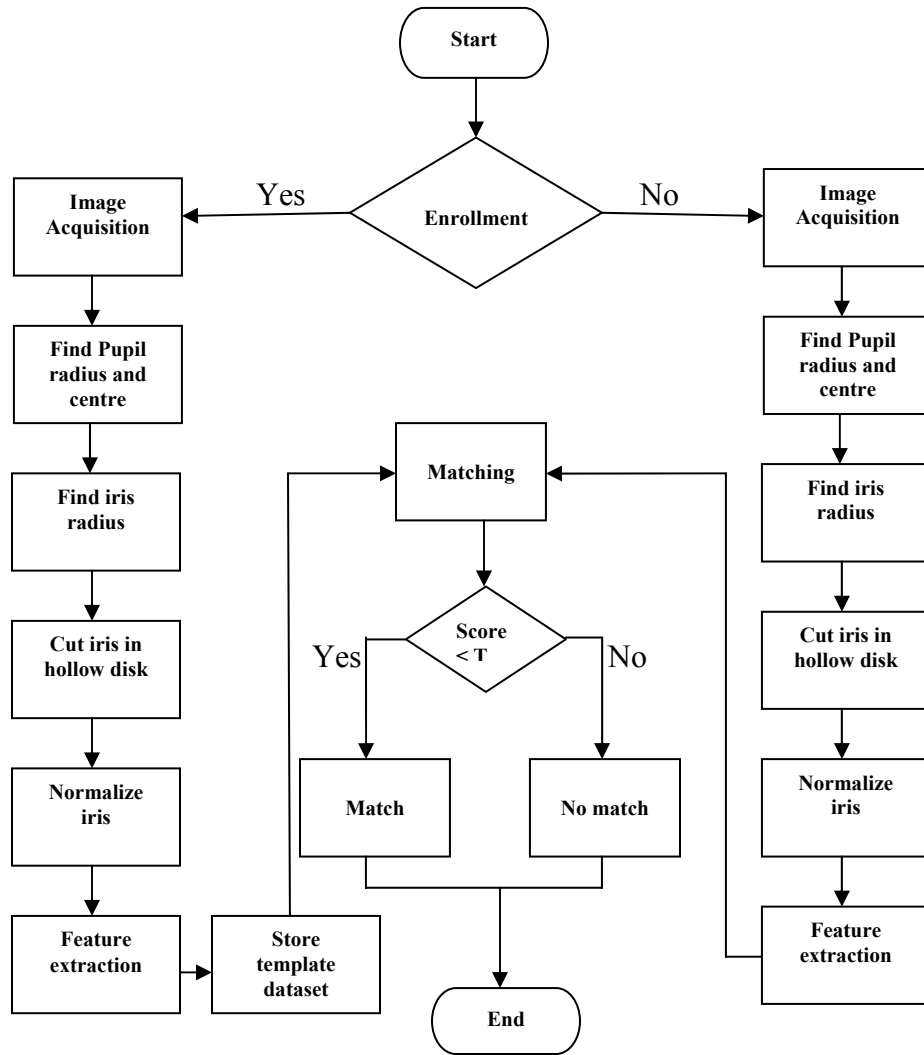 Start
Enrollment
Yes
No
Image
Acquisition
Find Pupil
radius and
centre
Find iris
radius
Cut iris in
hollow disk
Normalize
iris
Feature
extraction
Store
template
dataset
Image
Acquisition
Find Pupil
radius and
centre
Find iris
radius
Cut iris in
hollow disk
Normalize
iris
Feature
extraction
Matching
Score
< T
Yes
No
Match
No match
End